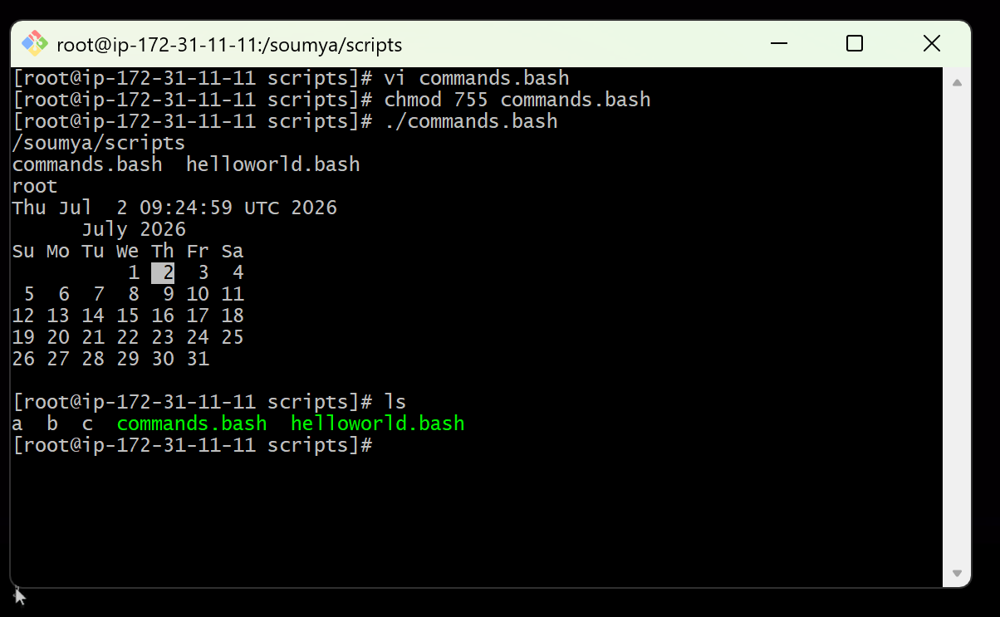 root@ip-172-31-11-11:/soumya/scripts
[root@ip-172-31-11-11 scripts]# vi commands.bash
[root@ip-172-31-11-11 scripts]# chmod 755 commands.bash
[root@ip-172-31-11-11 scripts]# ./commands.bash
/soumya/scripts
commands.bash  helloworld.bash
root
Thu Jul  2 09:24:59 UTC 2026
      July 2026
Su Mo Tu We Th Fr Sa
          1  2  3  4
 5  6  7  8  9 10 11
12 13 14 15 16 17 18
19 20 21 22 23 24 25
26 27 28 29 30 31
[root@ip-172-31-11-11 scripts]# ls
a  b  c  commands.bash  helloworld.bash
[root@ip-172-31-11-11 scripts]#